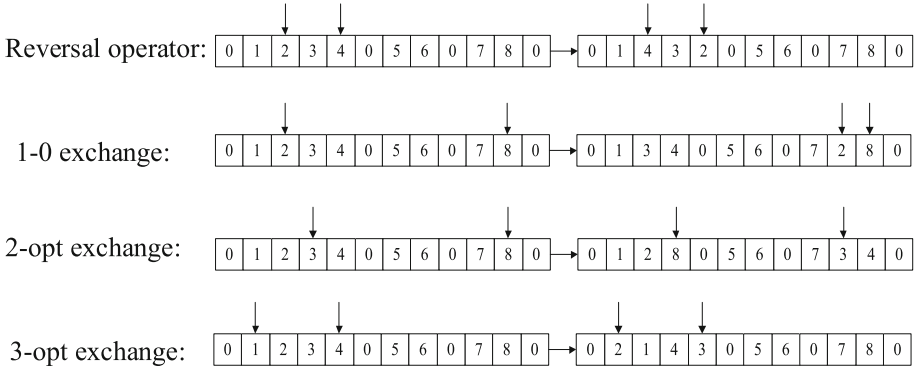 Reversal operator: 0 1 2 3 4 0 5 6 0 7 8 0 0 1 4 3 2 0 5 6 0 7 8 0
1-0 exchange: 0 1 2 3 4 0 5 6 0 7 8 0 0 1 3 4 0 5 6 0 7 2 8 0
2-opt exchange: 0 1 2 3 4 0 5 6 0 7 8 0 0 1 2 8 0 5 6 0 7 3 4 0
3-opt exchange: 0 1 2 3 4 0 5 6 0 7 8 0 0 2 1 4 3 0 5 6 0 7 8 0